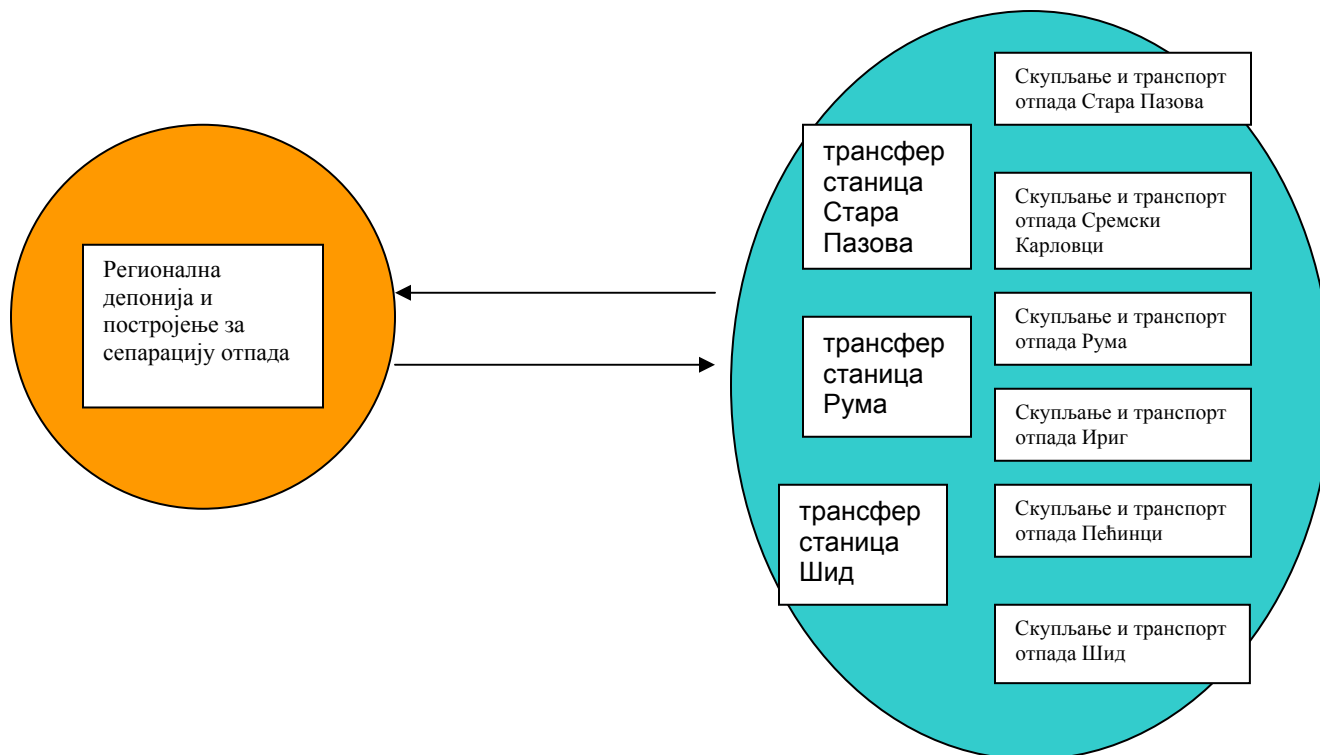 Регионална
депонија и
постројење за
сепарацију отпада
трансфер
станица
Стара
Пазова
трансфер
станица
Рума
трансфер
станица
Шид
Скупљање и транспорт
отпада Стара Пазова
Скупљање и транспорт
отпада Сремски
Карловци
Скупљање и транспорт
отпада Рума
Скупљање и транспорт
отпада Ириг
Скупљање и транспорт
отпада Пећинци
Скупљање и транспорт
отпада Шид